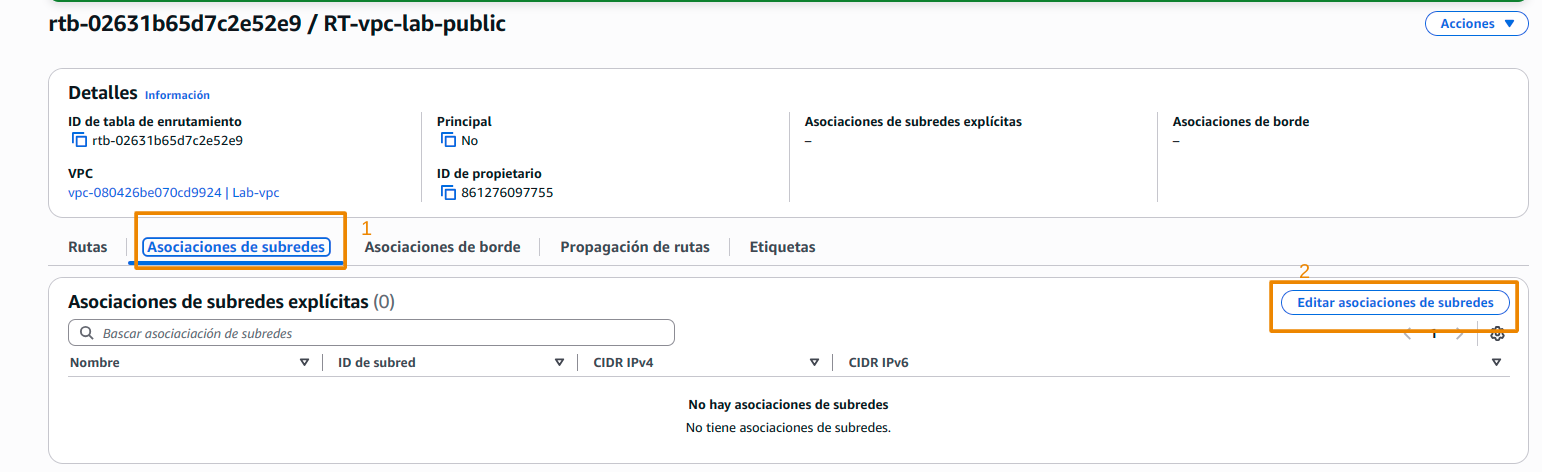 rtb-02631b65d7c2e52e9 / RT-vpc-lab-public
Acciones
Detalles Información
ID de tabla de enrutamiento
rtb-02631b65d7c2e52e9
Principal
No
Asociaciones de subredes explícitas
–
Asociaciones de borde
–
VPC
vpc-080426be070cd9924 | Lab-vpc
ID de propietario
861276097755
1
Rutas Asociaciones de subredes Asociaciones de borde Propagación de rutas Etiquetas
2
Asociaciones de subredes explícitas (0)
Editar asociaciones de subredes
Bascar asociaciación de subredes
1
Nombre ID de subred CIDR IPv4 CIDR IPv6
No hay asociaciones de subredes
No tiene asociaciones de subredes.